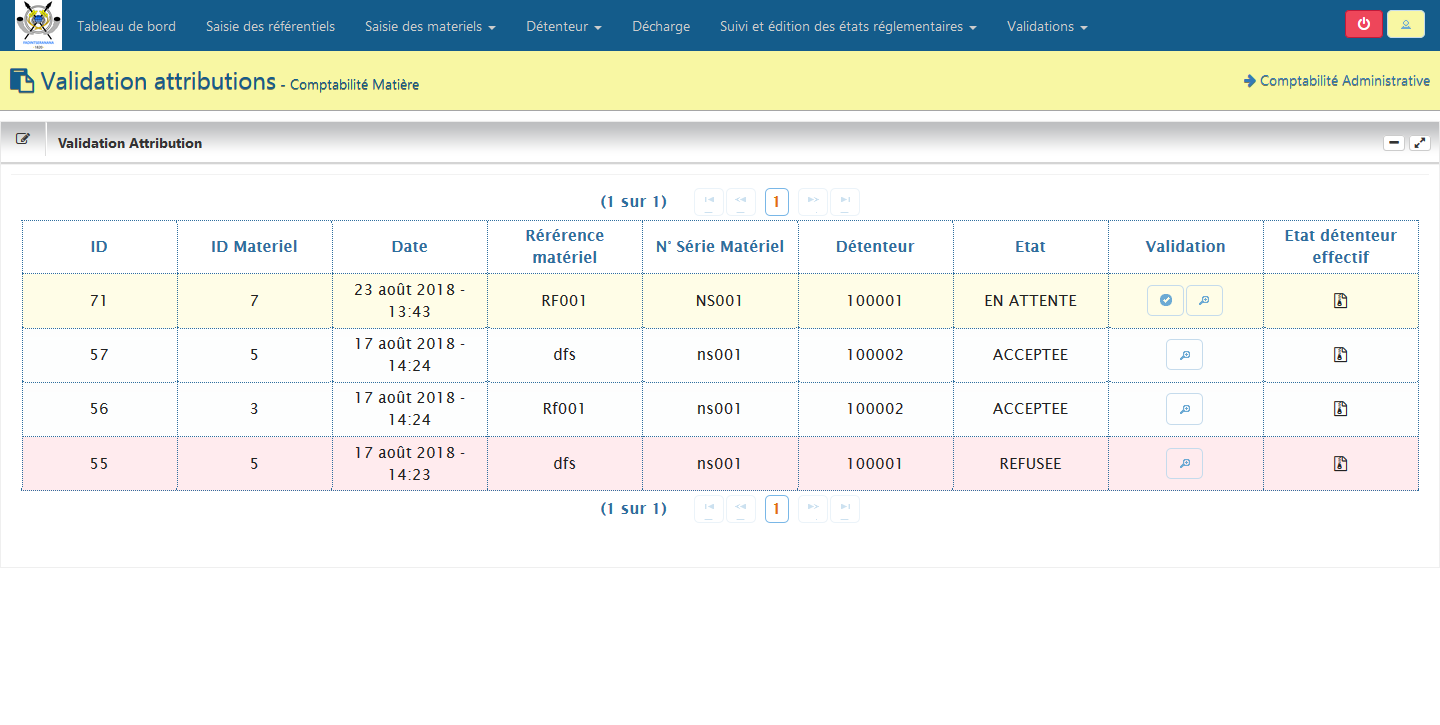 Tableau de bord Saisie des référentiels Saisie des materiels Détenteur Décharge Suivi et édition des états réglementaires Validations
Validation attributions - Comptabilité Matière
Comptabilité Administrative
Validation Attribution
(1 sur 1) 1
ID ID Materiel Date Rérérence matériel N° Série Matériel Détenteur Etat Validation Etat détenteur effectif
71 7 23 août 2018 - 13:43 RF001 NS001 100001 EN ATTENTE
57 5 17 août 2018 - 14:24 dfs ns001 100002 ACCEPTEE
56 3 17 août 2018 - 14:24 Rf001 ns001 100002 ACCEPTEE
55 5 17 août 2018 - 14:23 dfs ns001 100001 REFUSEE
(1 sur 1) 1